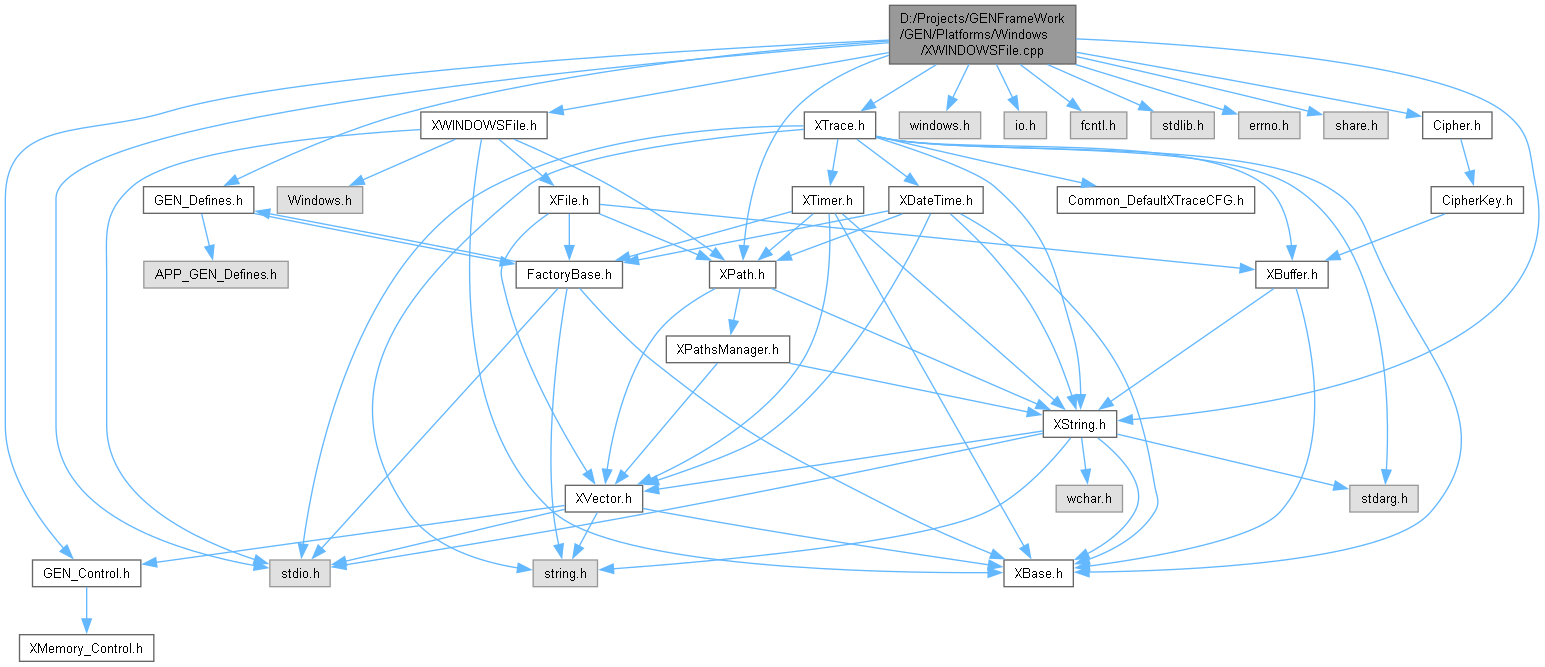 D:/Projects/GENFrameWork
/GEN/Platforms/Windows
/XWINDOWSFile.cpp
XWINDOWSFile.h
XTrace.h
windows.h
io.h
fcntl.h
stdlib.h
errno.h
share.h
Cipher.h
GEN_Defines.h
Windows.h
XFile.h
XTimer.h
XDateTime.h
Common_DefaultXTraceCFG.h
CipherKey.h
APP_GEN_Defines.h
FactoryBase.h
XPath.h
XBuffer.h
XPathsManager.h
XString.h
XVector.h
wchar.h
stdarg.h
GEN_Control.h
stdio.h
string.h
XBase.h
XMemory_Control.h